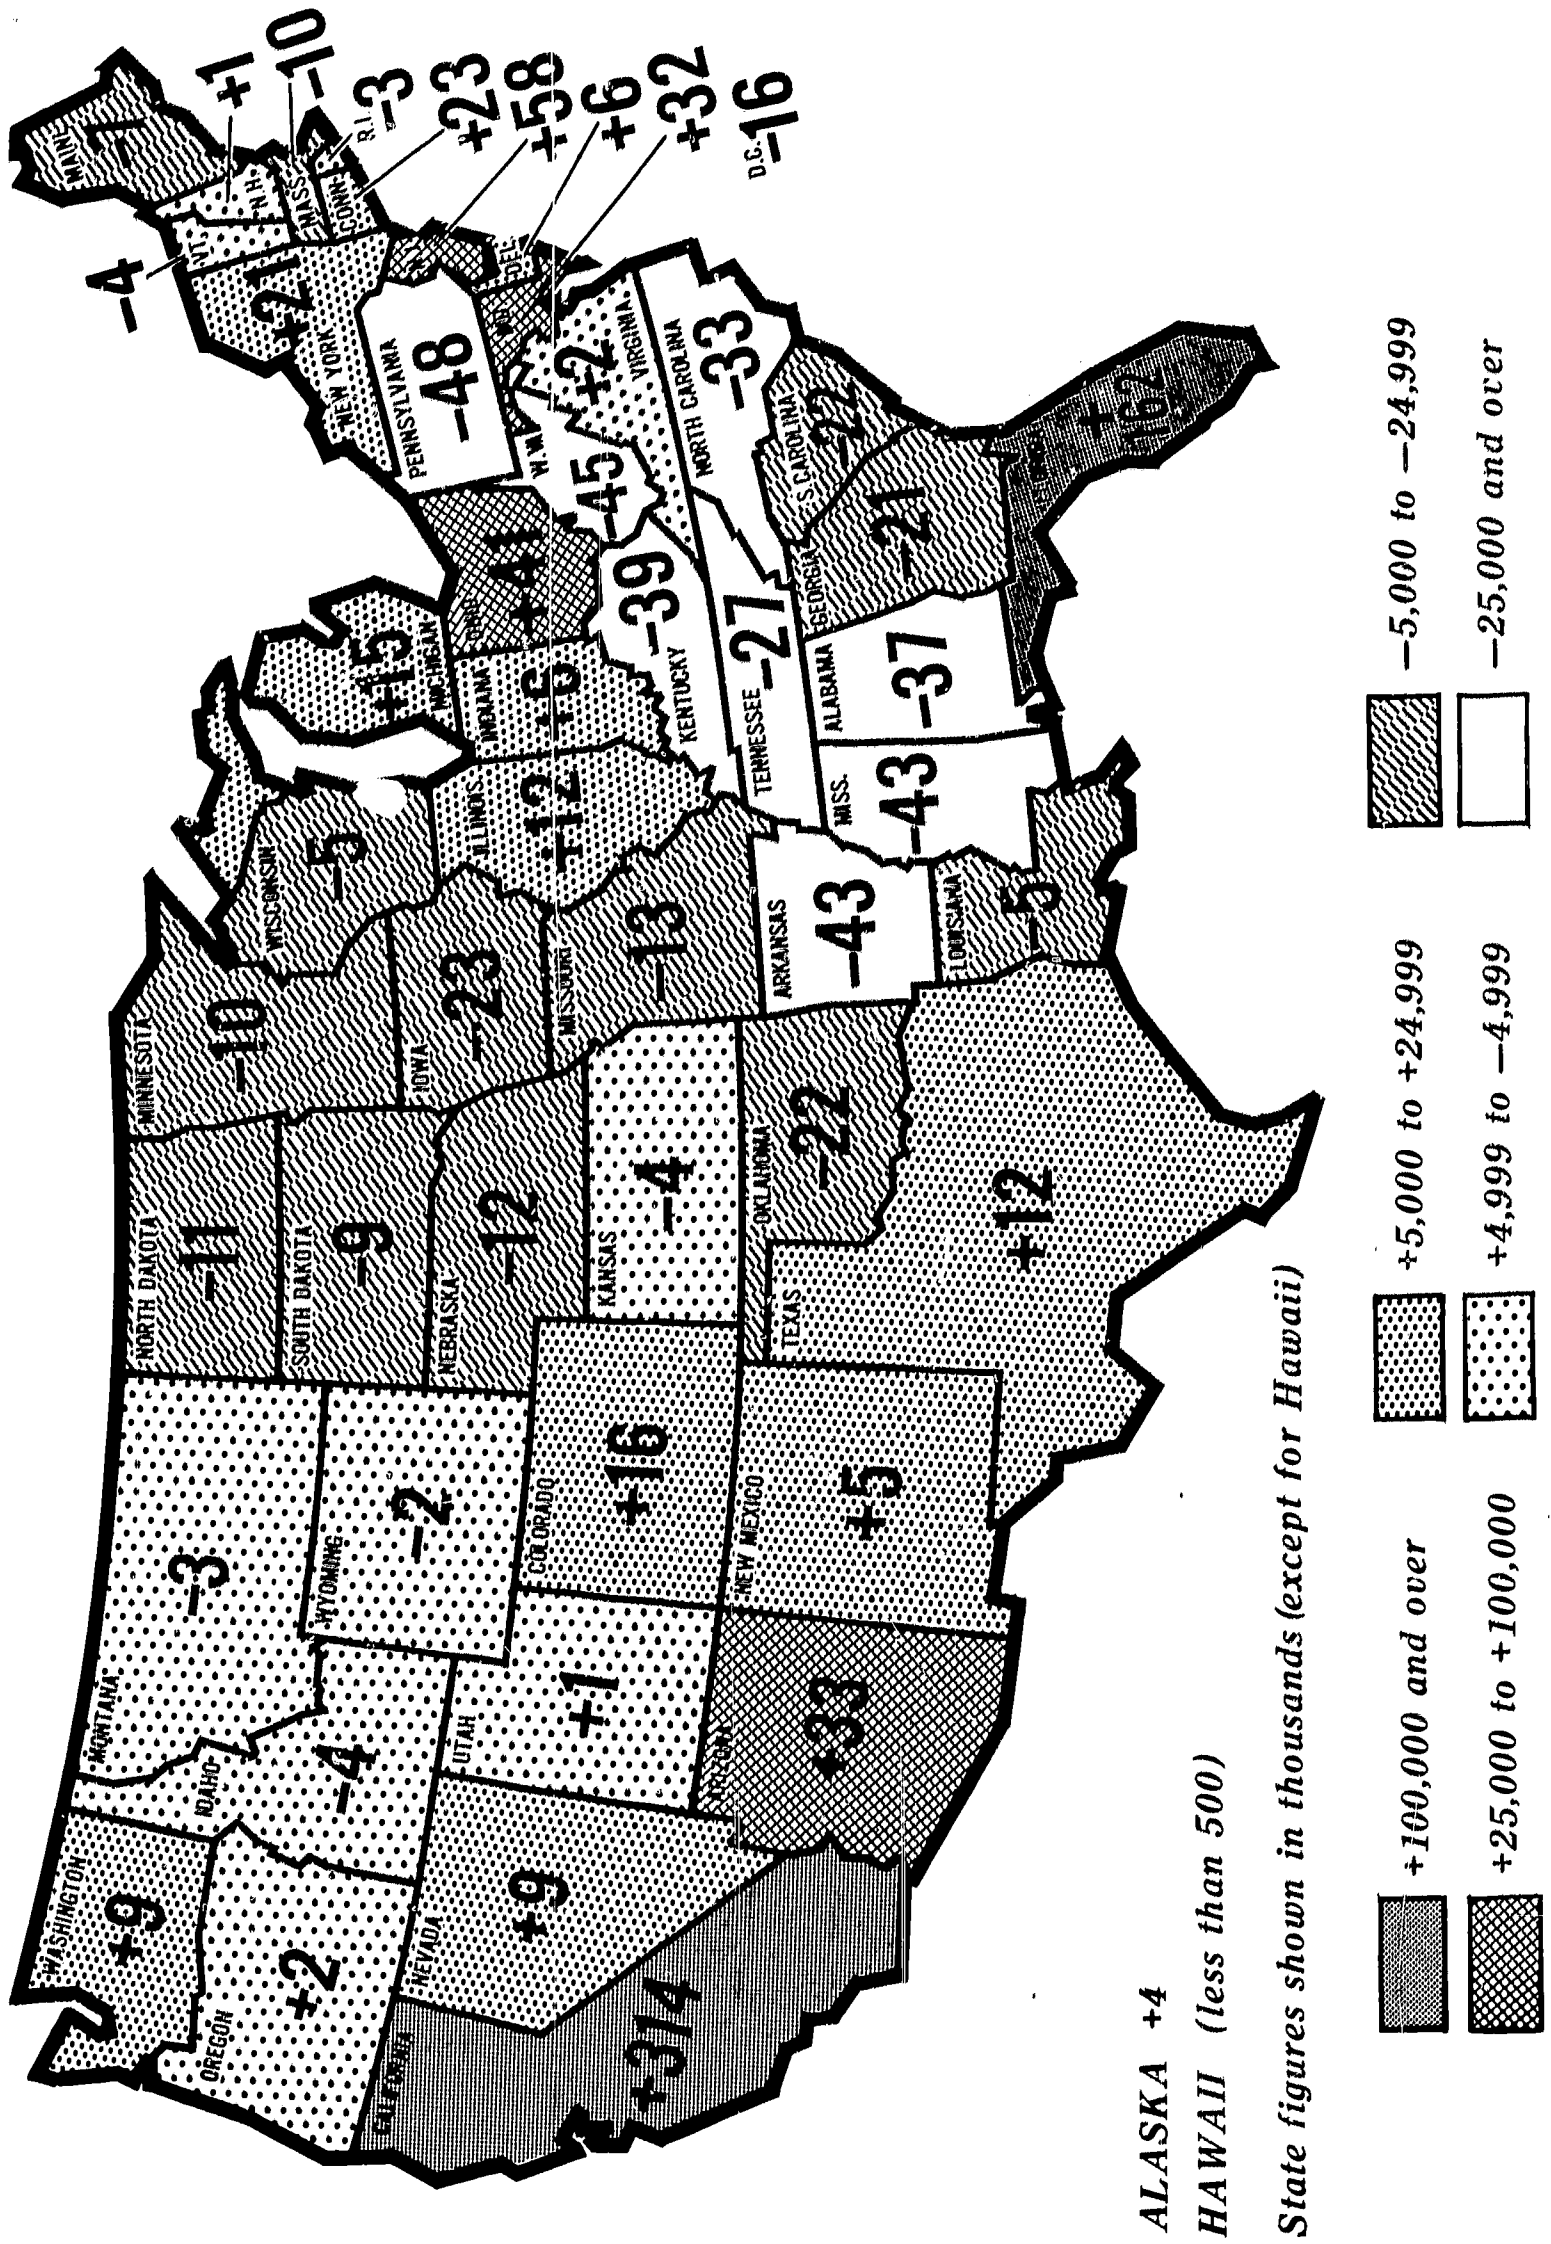 WASHINGTON
+9
OREGON
+2
CALIFORNIA
+314
NEVADA
+9
IDAHO
-4
MONTANA
-3
WYOMING
-2
UTAH
+1
ARIZONA
+33
COLORADO
+16
NEW MEXICO
+5
NORTH DAKOTA
-11
SOUTH DAKOTA
-9
NEBRASKA
-12
KANSAS
-4
OKLAHOMA
-22
TEXAS
+12
MINNESOTA
-10
IOWA
-23
MISSOURI
-13
ARKANSAS
-43
LOUISIANA
-5
WISCONSIN
-5
ILLINOIS
+12
MICHIGAN
+15
INDIANA
+6
OHIO
+41
KENTUCKY
-39
TENNESSEE
-27
MISS.
-43
ALABAMA
-37
GEORGIA
-21
+
162
S. CAROLINA
-22
NORTH CAROLINA
-33
VIRGINIA
+2
-45
PENNSYLVANIA
-48
NEW YORK
+21
VT.
-4
N.H.
+1
MAINE
MASS.
-10
R.I.
-3
CONN.
+23
+58
DEL.
+6
MD.
+32
D.C.
-16
ALASKA +4
HAWAII (less than 500)
State figures shown in thousands (except for Hawaii)
+100,000 and over
+25,000 to +100,000
+5,000 to +24,999
+4,999 to —4,999
—5,000 to —24,999
—25,000 and over